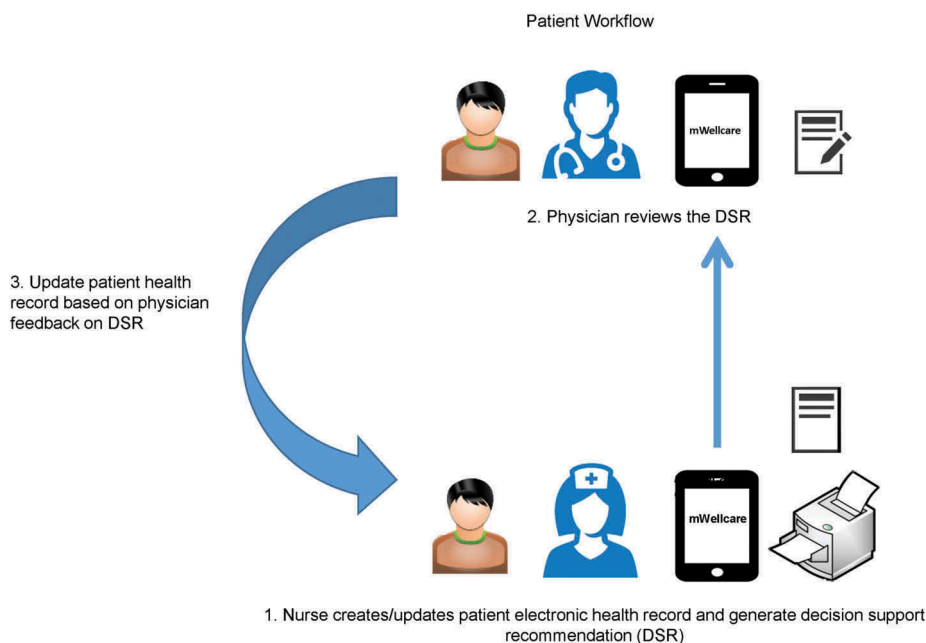 Patient Workflow
mWellcare
2. Physician reviews the DSR
3. Update patient health
record based on physician
feedback on DSR
mWellcare
1. Nurse creates/updates patient electronic health record and generate decision support
recommendation (DSR)